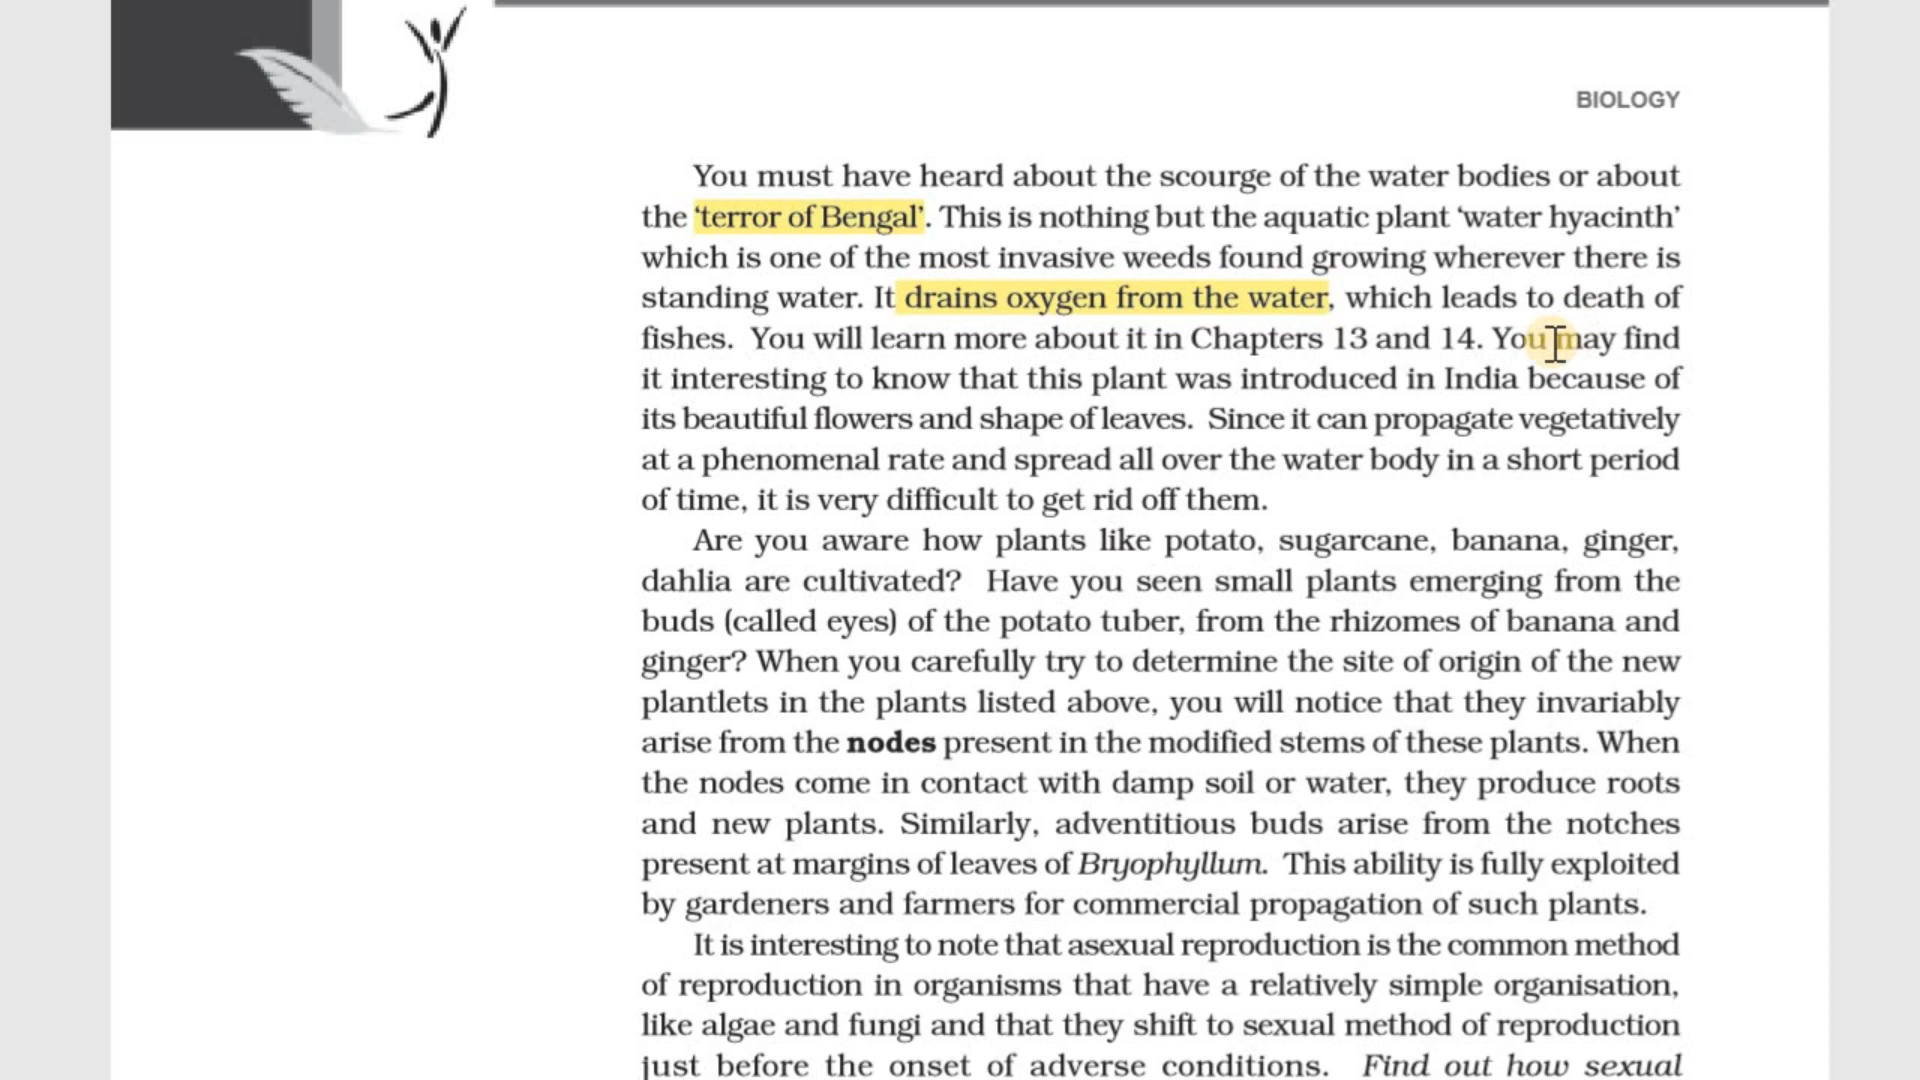 BIOLOGY
You must have heard about the scourge of the water bodies or about
the ‘terror of Bengal’. This is nothing but the aquatic plant ‘water hyacinth’
which is one of the most invasive weeds found growing wherever there is
standing water. It drains oxygen from the water, which leads to death of
fishes. You will learn more about it in Chapters 13 and 14. You may find
it interesting to know that this plant was introduced in India because of
its beautiful flowers and shape of leaves. Since it can propagate vegetatively
at a phenomenal rate and spread all over the water body in a short period
of time, it is very difficult to get rid off them.
Are you aware how plants like potato, sugarcane, banana, ginger,
dahlia are cultivated? Have you seen small plants emerging from the
buds (called eyes) of the potato tuber, from the rhizomes of banana and
ginger? When you carefully try to determine the site of origin of the new
plantlets in the plants listed above, you will notice that they invariably
arise from the nodes present in the modified stems of these plants. When
the nodes come in contact with damp soil or water, they produce roots
and new plants. Similarly, adventitious buds arise from the notches
present at margins of leaves of Bryophyllum. This ability is fully exploited
by gardeners and farmers for commercial propagation of such plants.
It is interesting to note that asexual reproduction is the common method
of reproduction in organisms that have a relatively simple organisation,
like algae and fungi and that they shift to sexual method of reproduction
just before the onset of adverse conditions. Find out how sexual